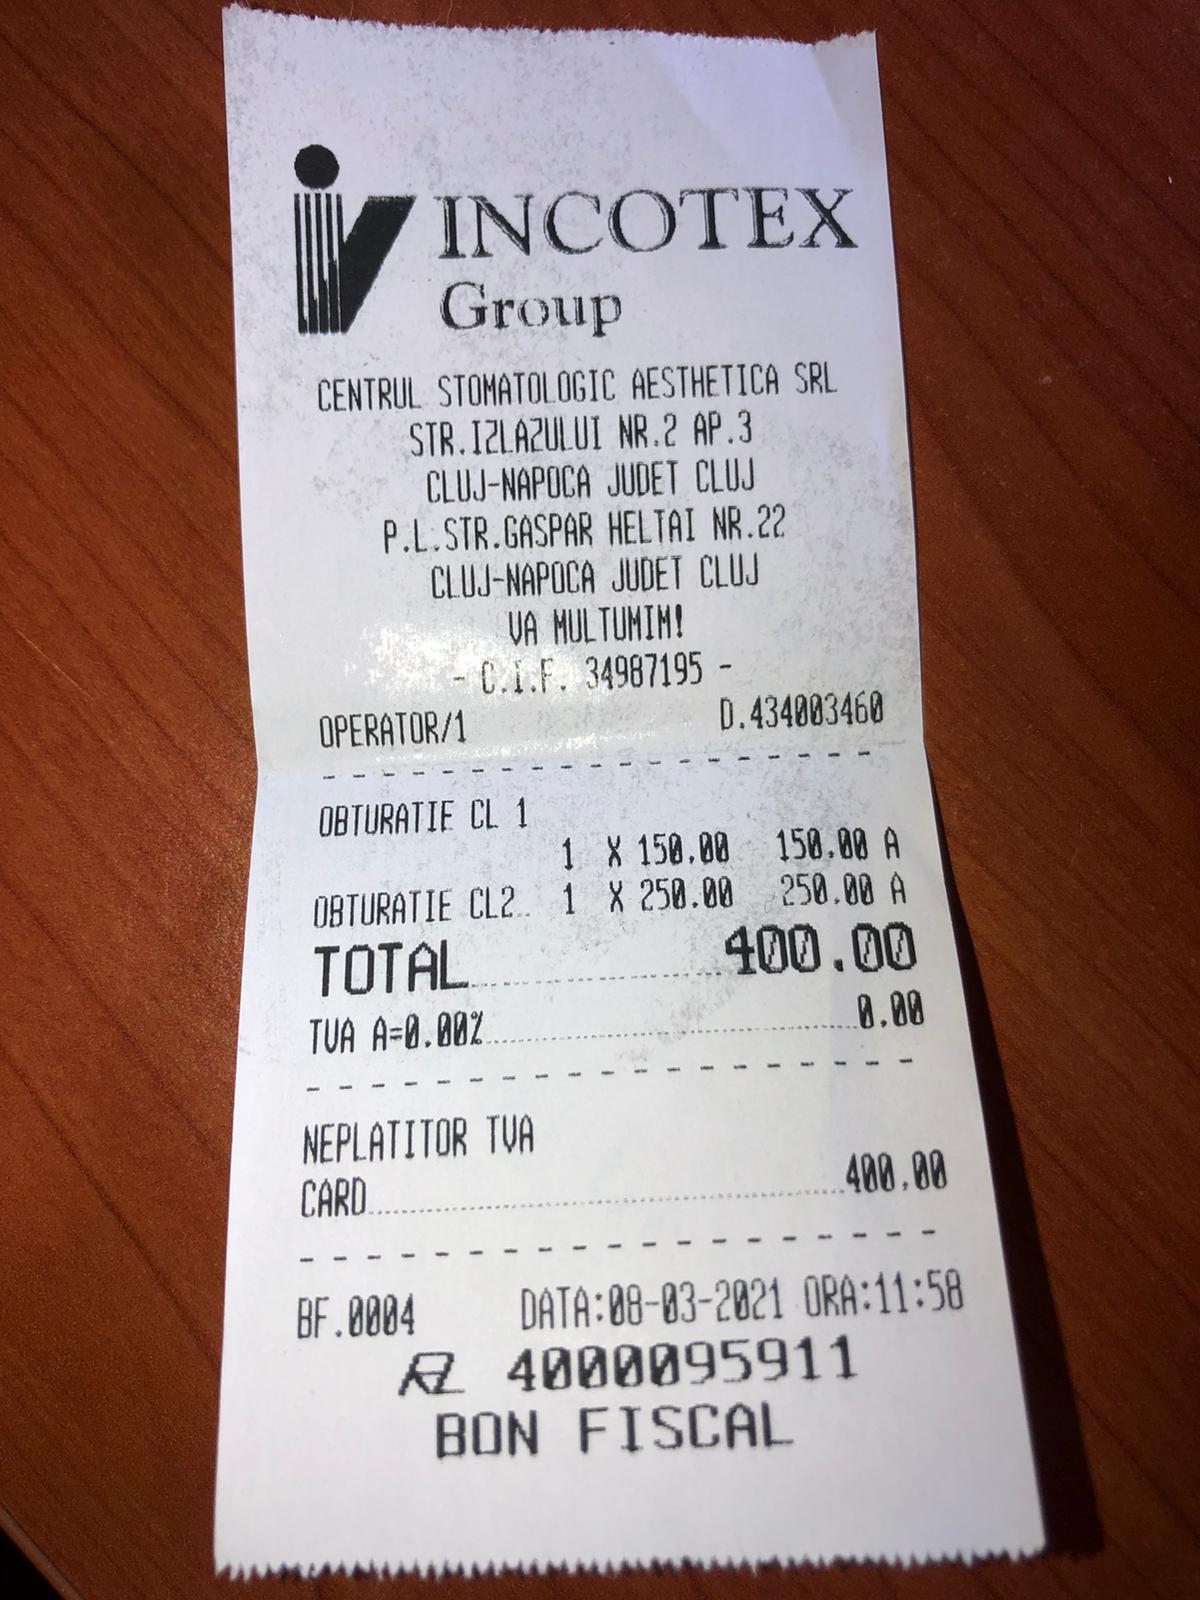 INCOTEX
Group
CENTRUL STOMATOLOGIC AESTHETICA SRL
STR.IZLAZULUI NR.2 AP.3
CLUJ-NAPOCA JUDET CLUJ
P.L.STR.GASPAR HELTAI NR.22
CLUJ-NAPOCA JUDET CLUJ
VA MULTUMIM!
- C.I.F. 34987195 -
OPERATOR/1 D.434003460
OBTURATIE CL 1
1 X 150.00 150.00 A
OBTURATIE CL2.. 1 X 250.00 250.00 A
TOTAL 400.00
TVA A=0.00% 0.00
NEPLATITOR TVA
CARD 400.00
BF.0004 DATA:08-03-2021 ORA:11:58
4000095911
BON FISCAL